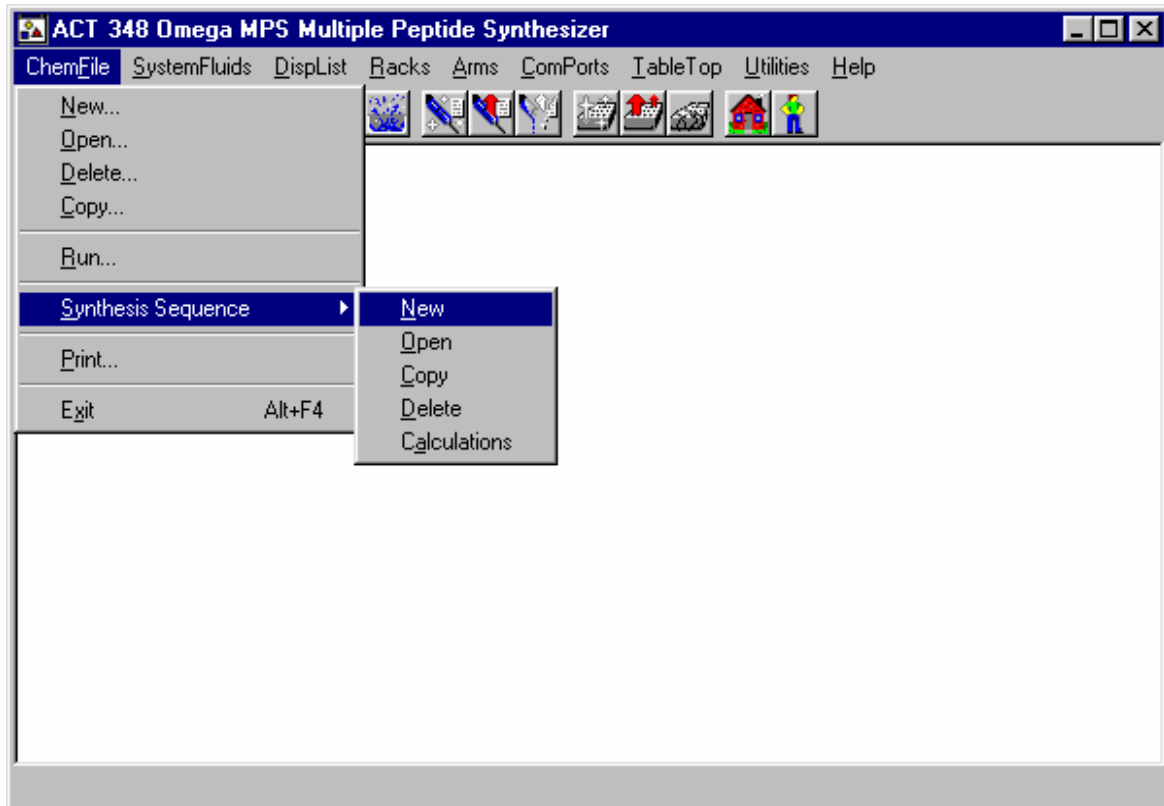 ACT 348 Omega MPS Multiple Peptide Synthesizer
ChemFile SystemFluids DispList Racks Arms ComPorts TableTop Utilities Help
New...
Open...
Delete...
Copy...
Run...
Synthesis Sequence
New
Open
Copy
Delete
Calculations
Print...
Exit Alt+F4